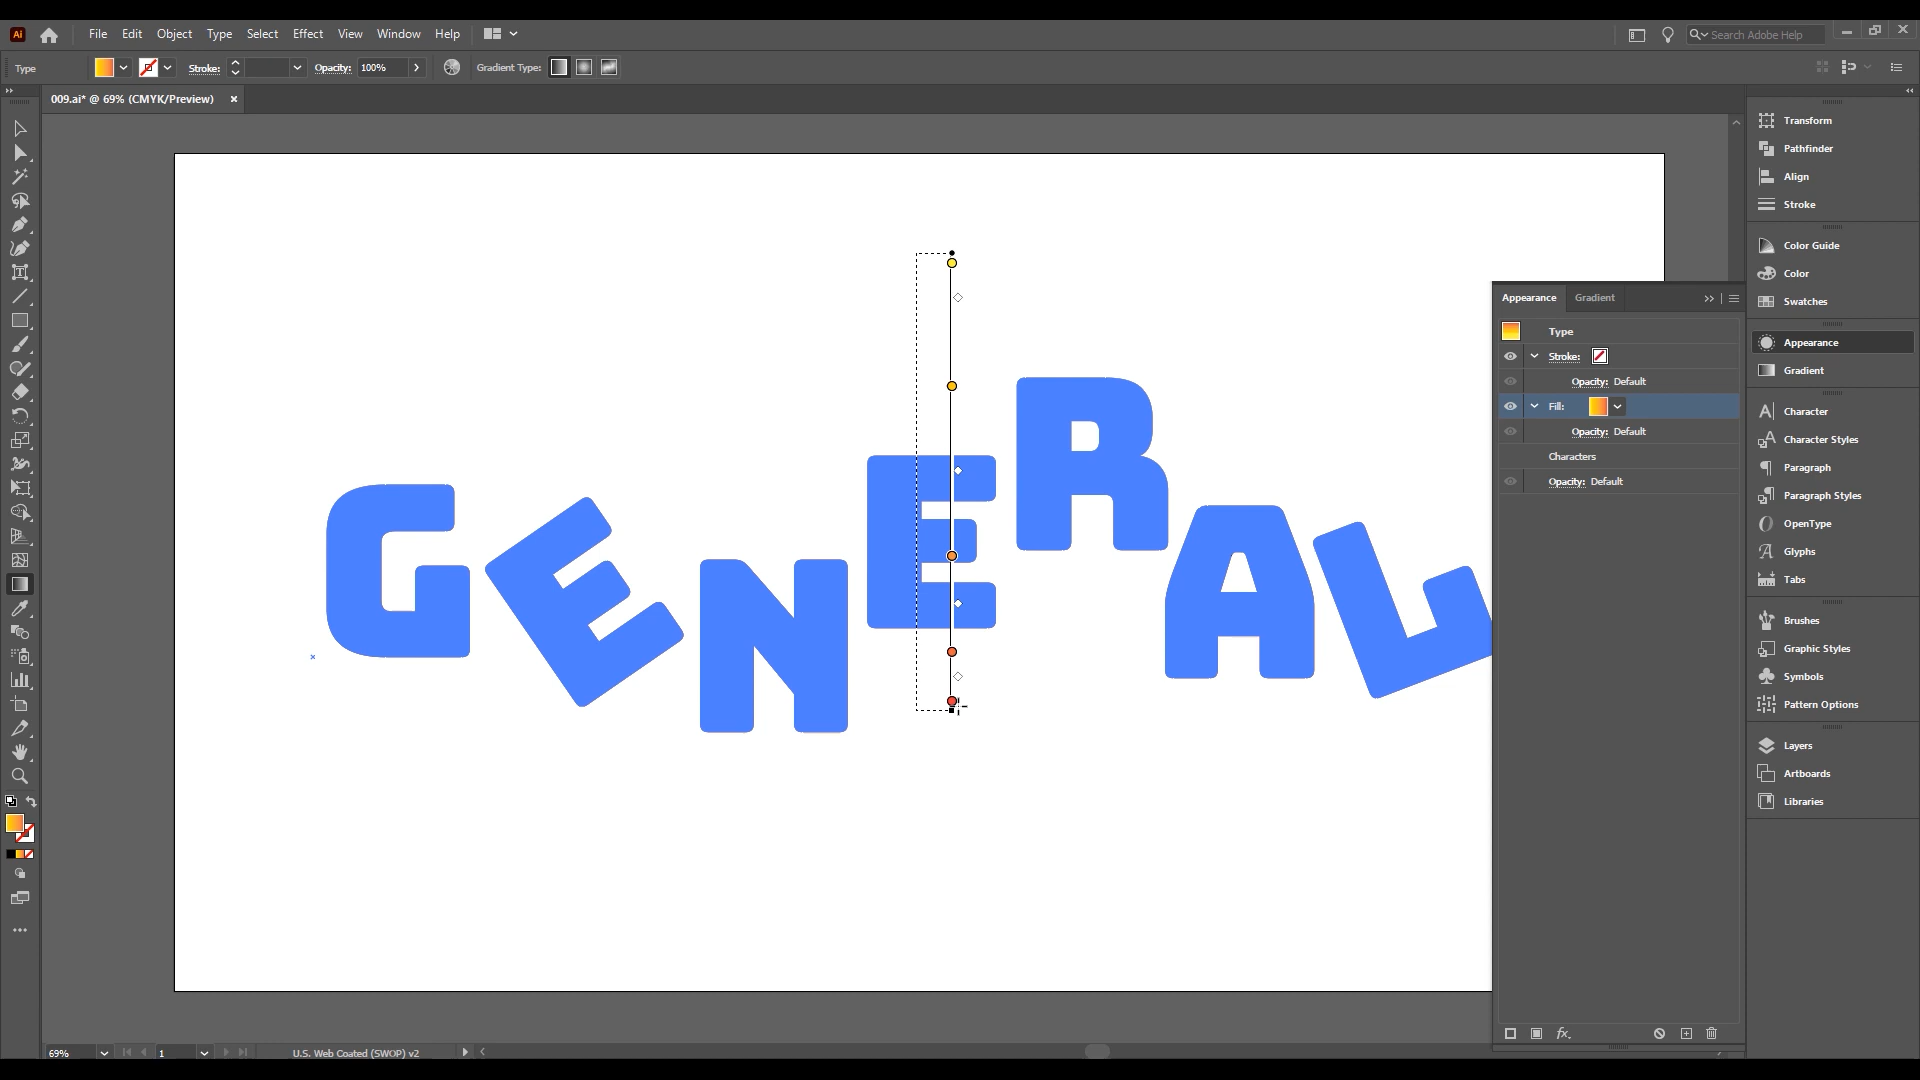 Ai File Edit Object Type Select Effect View Window Help Search Adobe Help
Type Stroke: Opacity: 100% Gradient Type:
009.ai* @ 69% (CMYK/Preview)
GENERAL
Appearance Gradient
Type
Stroke:
Opacity: Default
Fill:
Opacity: Default
Characters
Opacity: Default
fx
Transform
Pathfinder
Align
Stroke
Color Guide
Color
Swatches
Appearance
Gradient
Character
Character Styles
Paragraph
Paragraph Styles
OpenType
Glyphs
Tabs
Brushes
Graphic Styles
Symbols
Pattern Options
Layers
Artboards
Libraries
69% 1 U.S. Web Coated (SWOP) v2